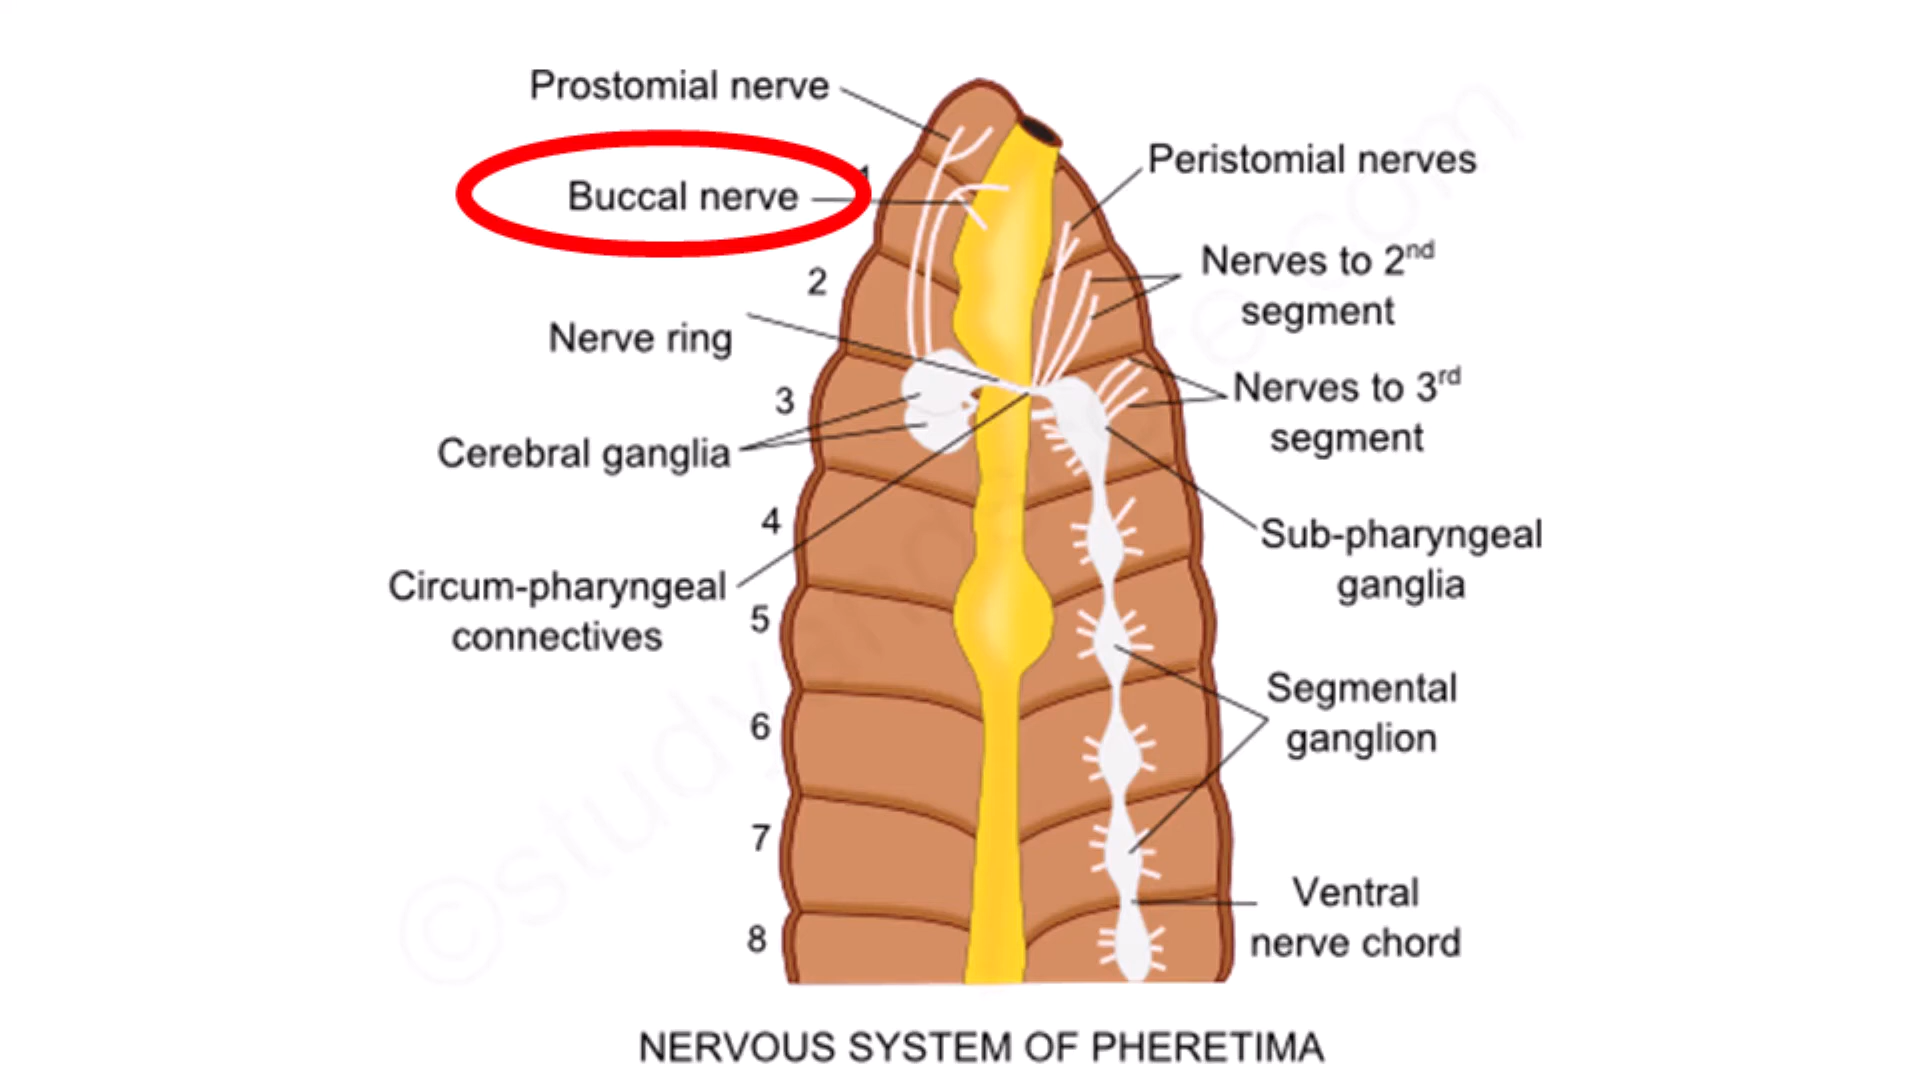 Prostomial nerve
Buccal nerve
1
2
Nerve ring
3
Cerebral ganglia
4
Circum-pharyngeal
connectives
5
6
7
8
Peristomial nerves
Nerves to 2nd
segment
Nerves to 3rd
segment
Sub-pharyngeal
ganglia
Segmental
ganglion
Ventral
nerve chord
NERVOUS SYSTEM OF PHERETIMA